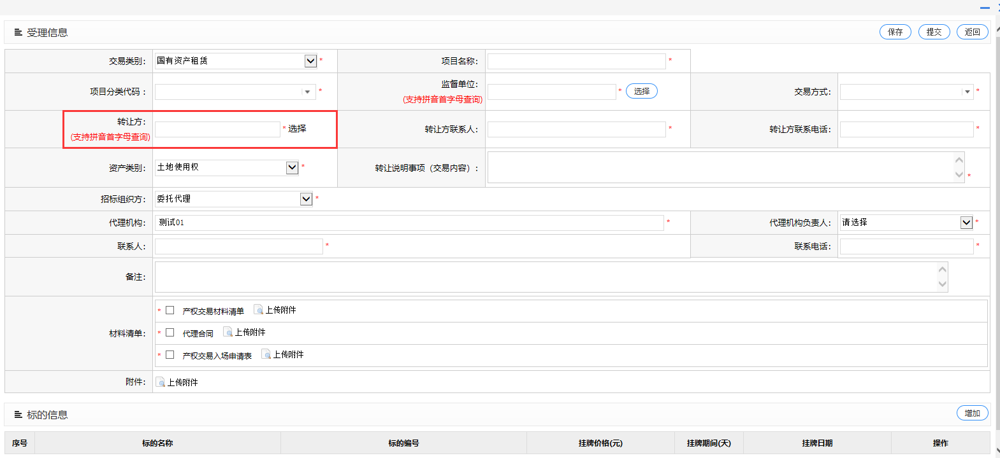 受理信息
保存
提交
返回
交易类别:
国有资产租赁
*
项目名称:
*
项目分类代码 :
*
监督单位:
(支持拼音首字母查询)
*
选择
交易方式:
*
转让方:
(支持拼音首字母查询)
* 选择
转让方联系人:
*
转让方联系电话:
*
资产类别:
土地使用权
*
转让说明事项（交易内容）:
*
招标组织方:
委托代理
*
代理机构:
测试01
*
代理机构负责人:
请选择
*
联系人:
*
联系电话:
*
备注:
材料清单:
* 产权交易材料清单 上传附件
* 代理合同 上传附件
* 产权交易入场申请表 上传附件
附件:
上传附件
标的信息
增加
序号
标的名称
标的编号
挂牌价格(元)
挂牌期间(天)
挂牌日期
操作